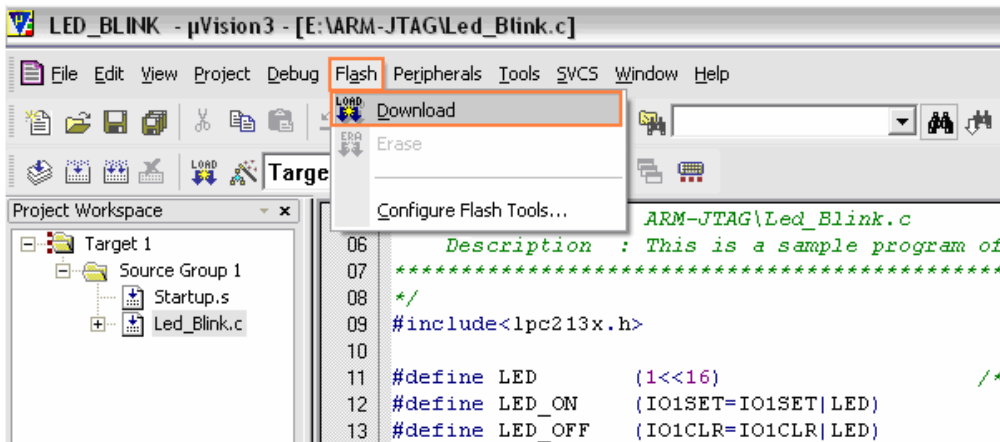 LED_BLINK - µVision3 - [E:\ARM-JTAG\Led_Blink.c]
File Edit View Project Debug Flash Peripherals Tools SVCS Window Help
LOAD Download
ERA Erase
LOAD Targe
Configure Flash Tools...
Project Workspace
Target 1
Source Group 1
Startup.s
Led_Blink.c
ARM-JTAG\Led_Blink.c
06 Description : This is a sample program of
07 **********************************************
08 */
09 #include<lpc213x.h>
10
11 #define LED (1<<16) /*
12 #define LED_ON (IO1SET=IO1SET|LED)
13 #define LED_OFF (IO1CLR=IO1CLR|LED)